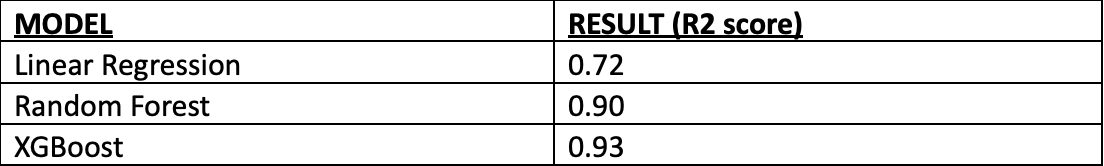 MODEL RESULT (R2 score)
Linear Regression 0.72
Random Forest 0.90
XGBoost 0.93